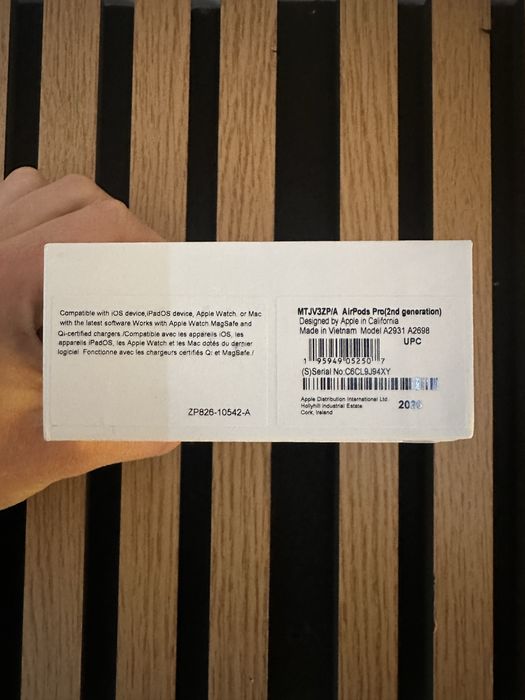 Compatible with iOS device,iPadOS device, Apple Watch, or Mac
with the latest software Works with Apple Watch,MagSafe and
Qi-certified chargers /Compatible avec les appareils iOS, les
appareils iPadOS, les Apple Watch et les Mac dotés du dernier
logiciel Fonctionne avec les chargeurs certifiés Qi et MagSafe./
ZP826-10542-A
MTJV3ZP/A AirPods Pro(2nd generation)
Designed by Apple in California
Made in Vietnam Model A2931 A2698
UPC
1 95949 05250 7
(S)Serial No:C6CL9J94XY
Apple Distribution International Ltd.
Hollyhill Industrial Estate
Cork, Ireland